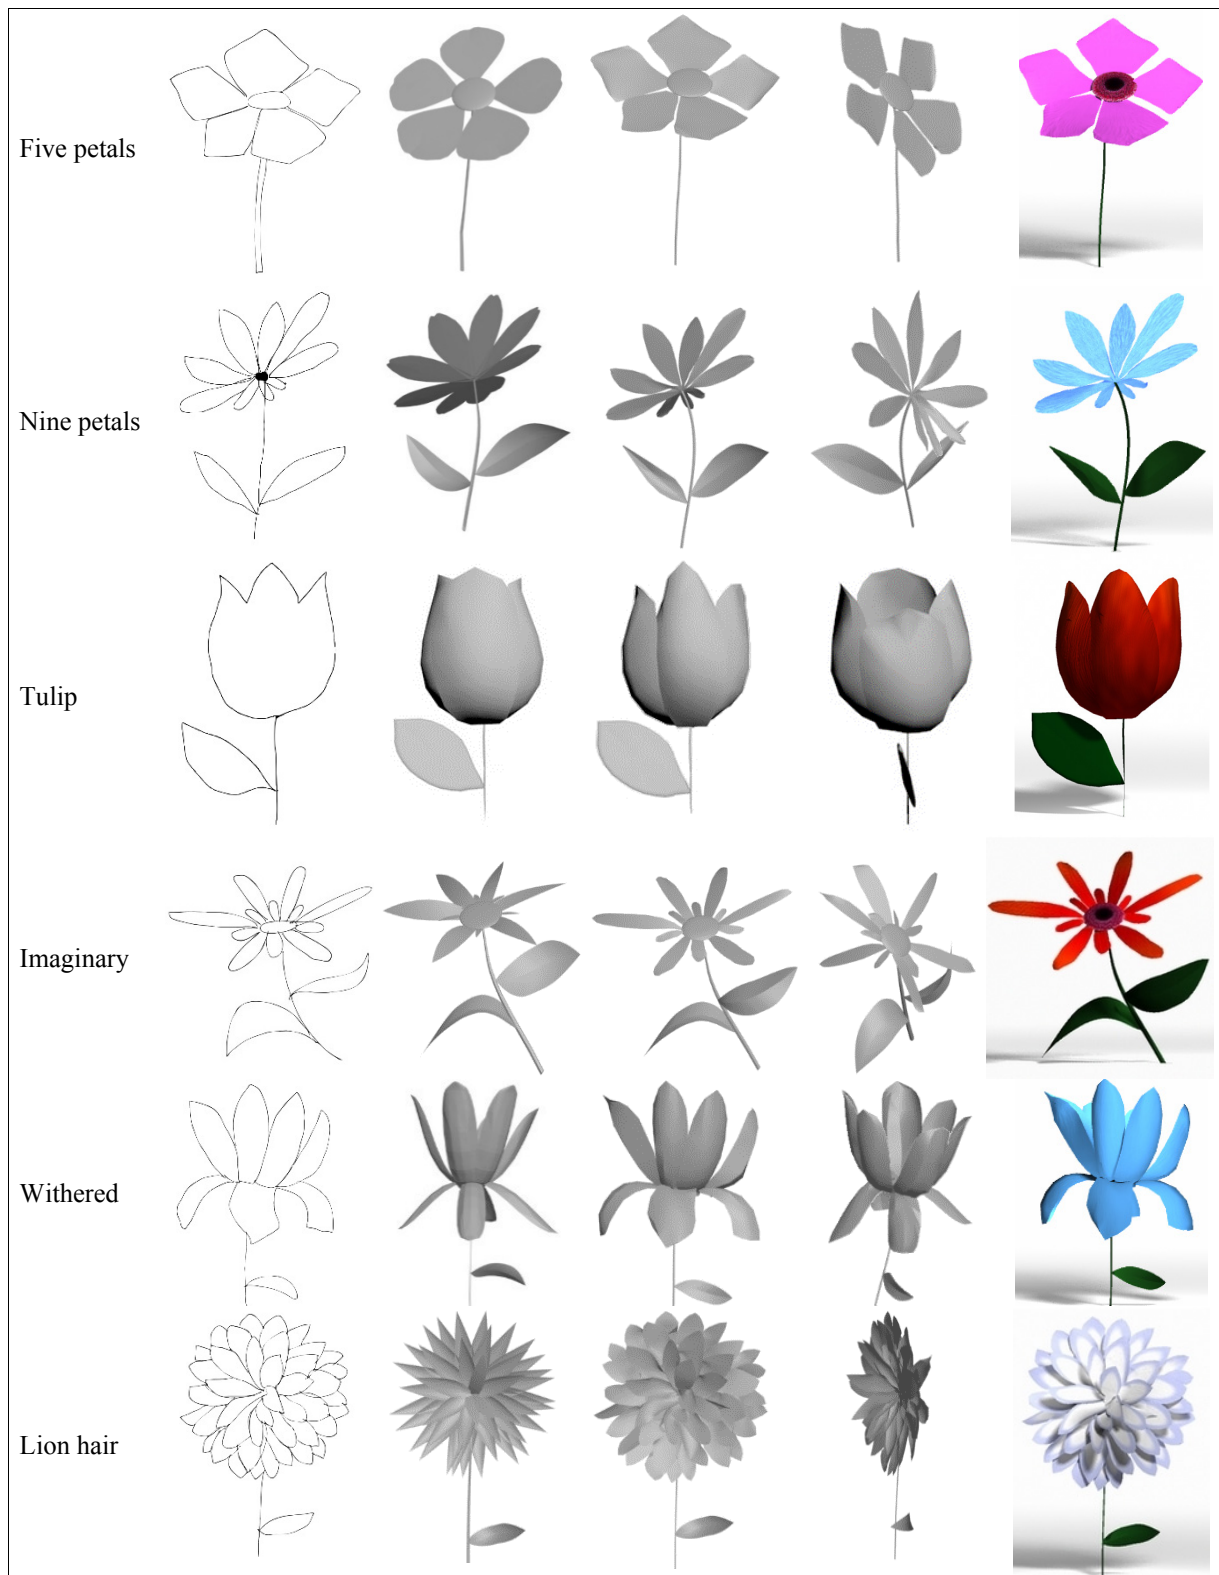 Five petals
Nine petals
Tulip
Imaginary
Withered
Lion hair